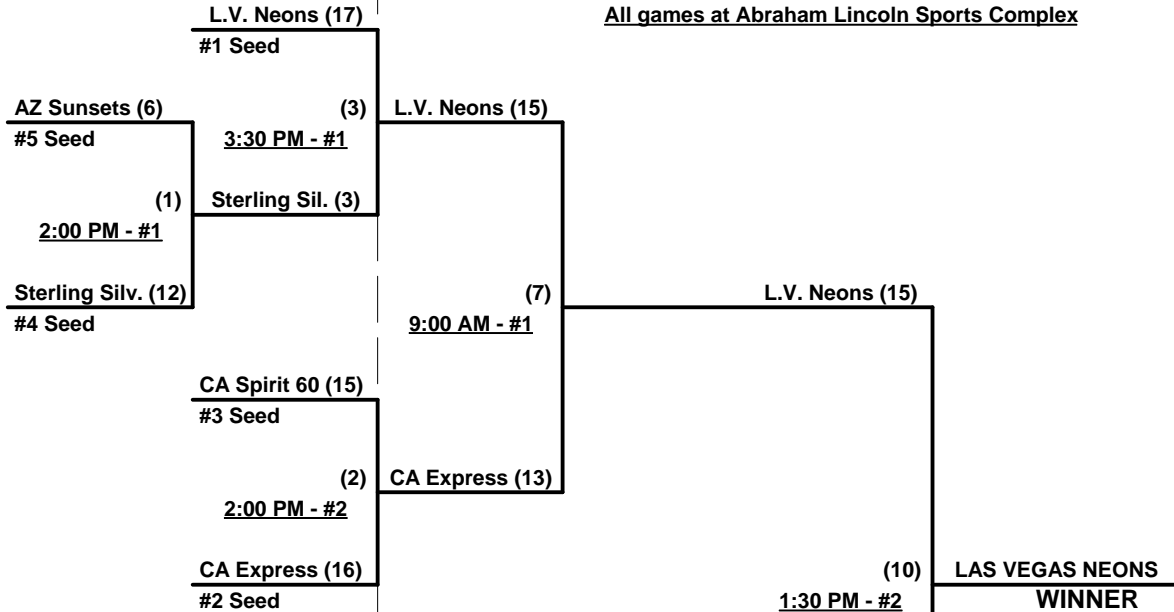 L.V. Neons (17)
All games at Abraham Lincoln Sports Complex
#1 Seed
AZ Sunsets (6)
(3)
L.V. Neons (15)
#5 Seed
3:30 PM - #1
(1)
Sterling Sil. (3)
2:00 PM - #1
Sterling Silv. (12)
(7)
L.V. Neons (15)
#4 Seed
9:00 AM - #1
CA Spirit 60 (15)
#3 Seed
(2)
CA Express (13)
2:00 PM - #2
CA Express (16)
(10)
LAS VEGAS NEONS
#2 Seed
1:30 PM - #2
WINNER